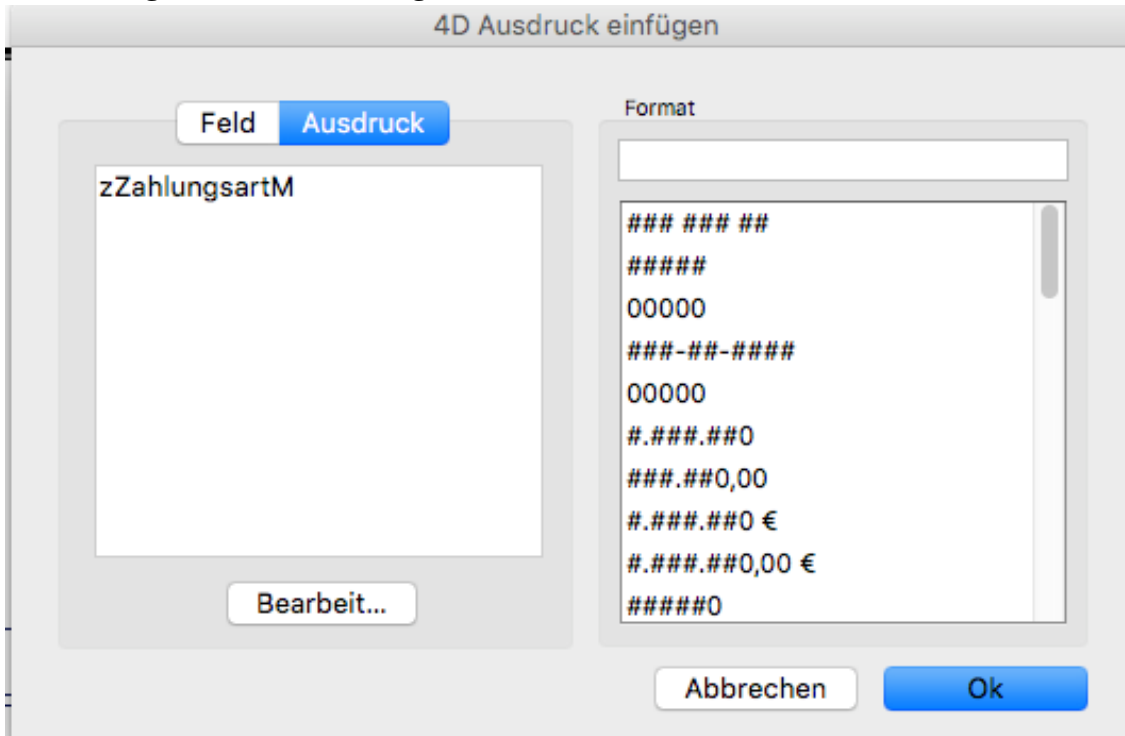 4D Ausdruck einfügen
Feld Ausdruck
zZahlungsartM
Bearbeit...
Format
### ### ##
#####
00000
###-##-####
00000
#.###.##0
###.##0,00
#.###.##0 €
#.###.##0,00 €
#####0
Abbrechen Ok